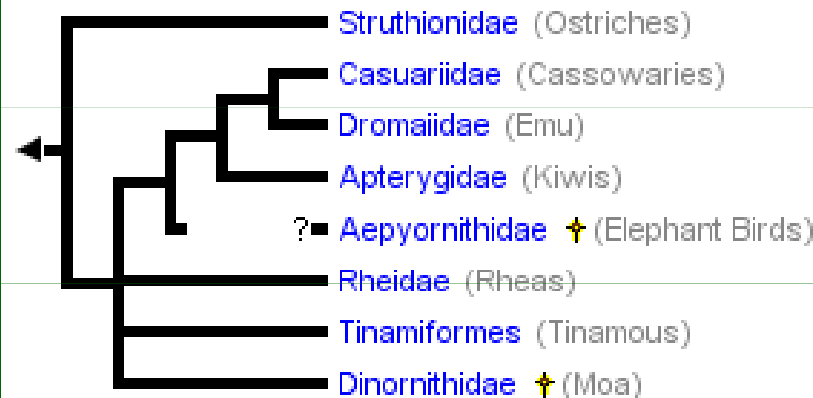 Struthionidae (Ostriches)
Casuariidae (Cassowaries)
Dromaiidae (Emu)
Apterygidae (Kiwis)
? Aepyornithidae † (Elephant Birds)
Rheidae (Rheas)
Tinamiformes (Tinamous)
Dinornithidae † (Moa)